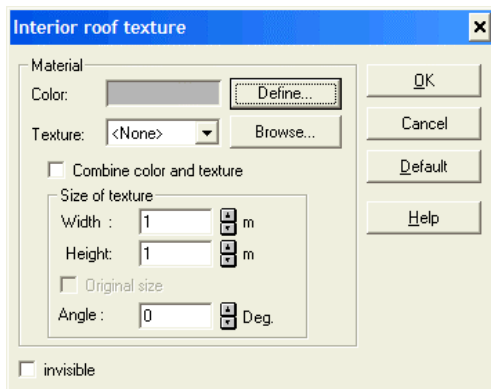 Interior roof texture
Material
Color: Define...
Texture: <None> Browse...
Combine color and texture
Size of texture
Width : 1 m
Height: 1 m
Original size
Angle : 0 Deg.
invisible
OK
Cancel
Default
Help